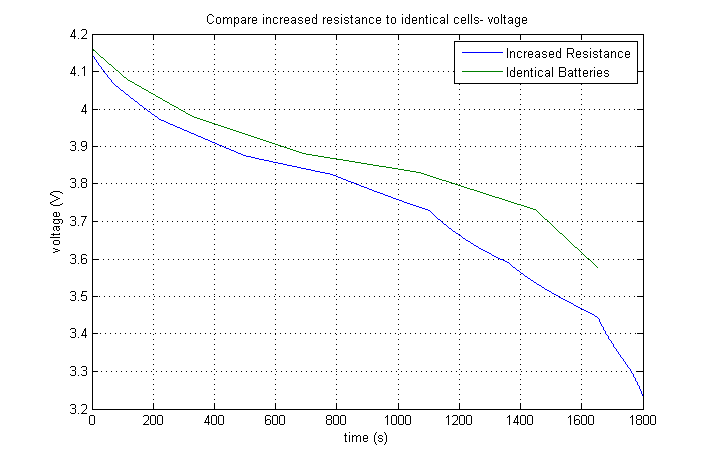 Compare increased resistance to identical cells- voltage
4.2
4.1
4
3.9
3.8
3.7
3.6
3.5
3.4
3.3
3.2
voltage (V)
Increased Resistance
Identical Batteries
0 200 400 600 800 1000 1200 1400 1600 1800
time (s)